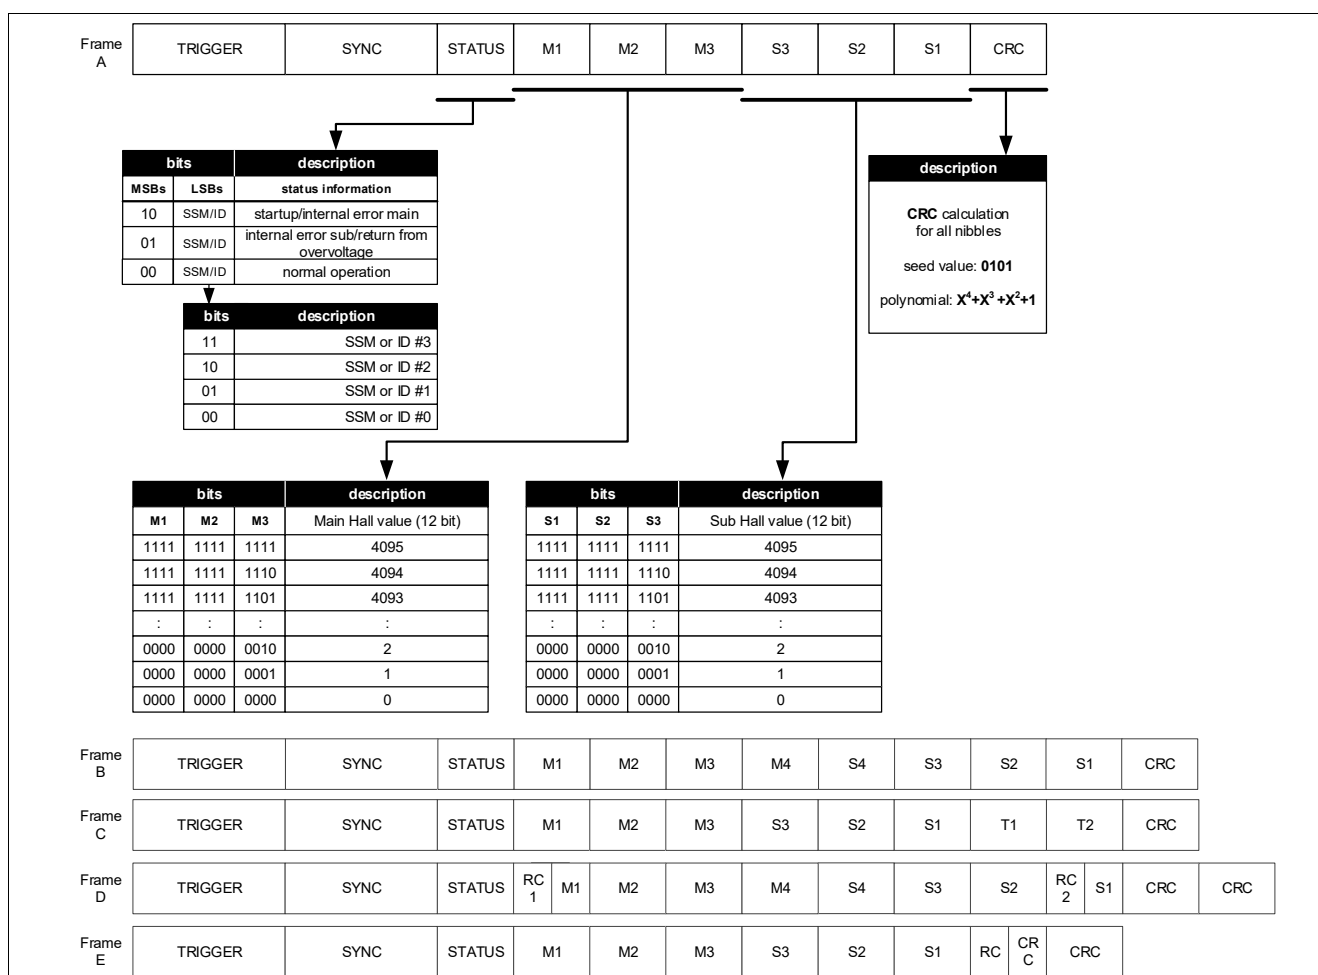 Frame A TRIGGER SYNC STATUS M1 M2 M3 S3 S2 S1 CRC
bits description
MSBs LSBs status information
10 SSM/ID startup/internal error main
01 SSM/ID internal error sub/return from overvoltage
00 SSM/ID normal operation
bits description
11 SSM or ID #3
10 SSM or ID #2
01 SSM or ID #1
00 SSM or ID #0
description
CRC calculation
for all nibbles
seed value: 0101
polynomial: X⁴+X³+X²+1
bits description
M1 M2 M3 Main Hall value (12 bit)
1111 1111 1111 4095
1111 1111 1110 4094
1111 1111 1101 4093
: : : :
0000 0000 0010 2
0000 0000 0001 1
0000 0000 0000 0
bits description
S1 S2 S3 Sub Hall value (12 bit)
1111 1111 1111 4095
1111 1111 1110 4094
1111 1111 1101 4093
: : : :
0000 0000 0010 2
0000 0000 0001 1
0000 0000 0000 0
Frame B TRIGGER SYNC STATUS M1 M2 M3 M4 S4 S3 S2 S1 CRC
Frame C TRIGGER SYNC STATUS M1 M2 M3 S3 S2 S1 T1 T2 CRC
Frame D TRIGGER SYNC STATUS RC 1 M1 M2 M3 M4 S4 S3 S2 RC 2 S1 CRC CRC
Frame E TRIGGER SYNC STATUS M1 M2 M3 S3 S2 S1 RC CR C CRC